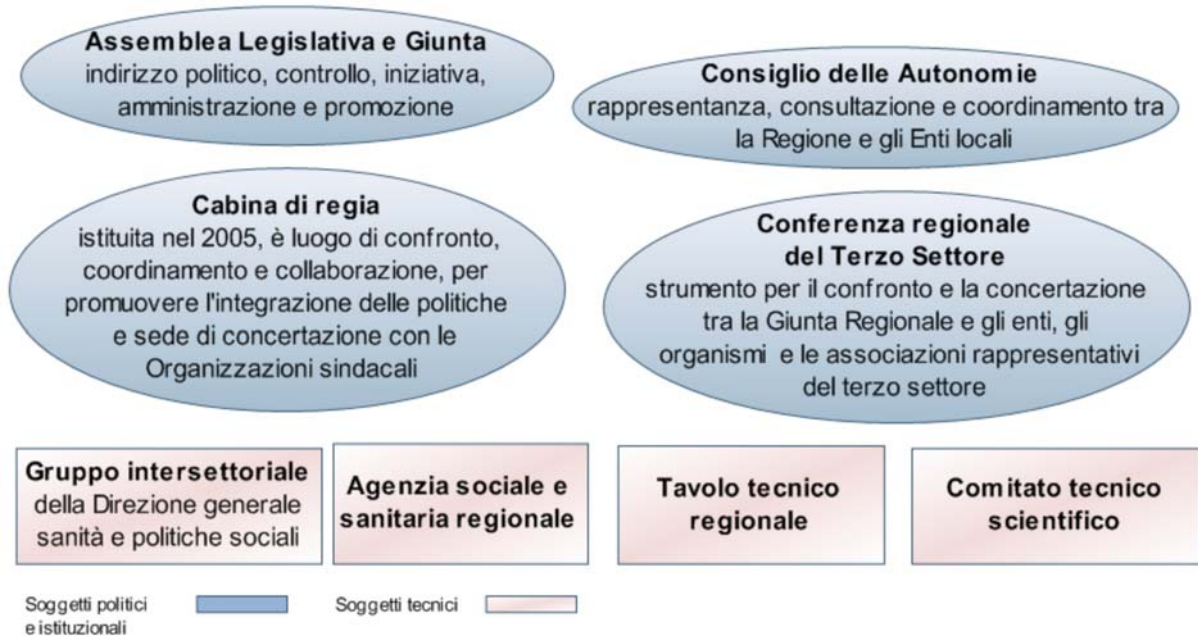 Assemblea Legislativa e Giunta
indirizzo politico, controllo, iniziativa,
amministrazione e promozione
Consiglio delle Autonomie
rappresentanza, consultazione e coordinamento tra
la Regione e gli Enti locali
Cabina di regia
istituita nel 2005, è luogo di confronto,
coordinamento e collaborazione, per
promuovere l'integrazione delle politiche
e sede di concertazione con le
Organizzazioni sindacali
Conferenza regionale
del Terzo Settore
strumento per il confronto e la concertazione
tra la Giunta Regionale e gli enti, gli
organismi e le associazioni rappresentativi
del terzo settore
Gruppo intersettoriale
della Direzione generale
sanità e politiche sociali
Agenzia sociale e
sanitaria regionale
Tavolo tecnico
regionale
Comitato tecnico
scientifico
Soggetti politici
e istituzionali
Soggetti tecnici